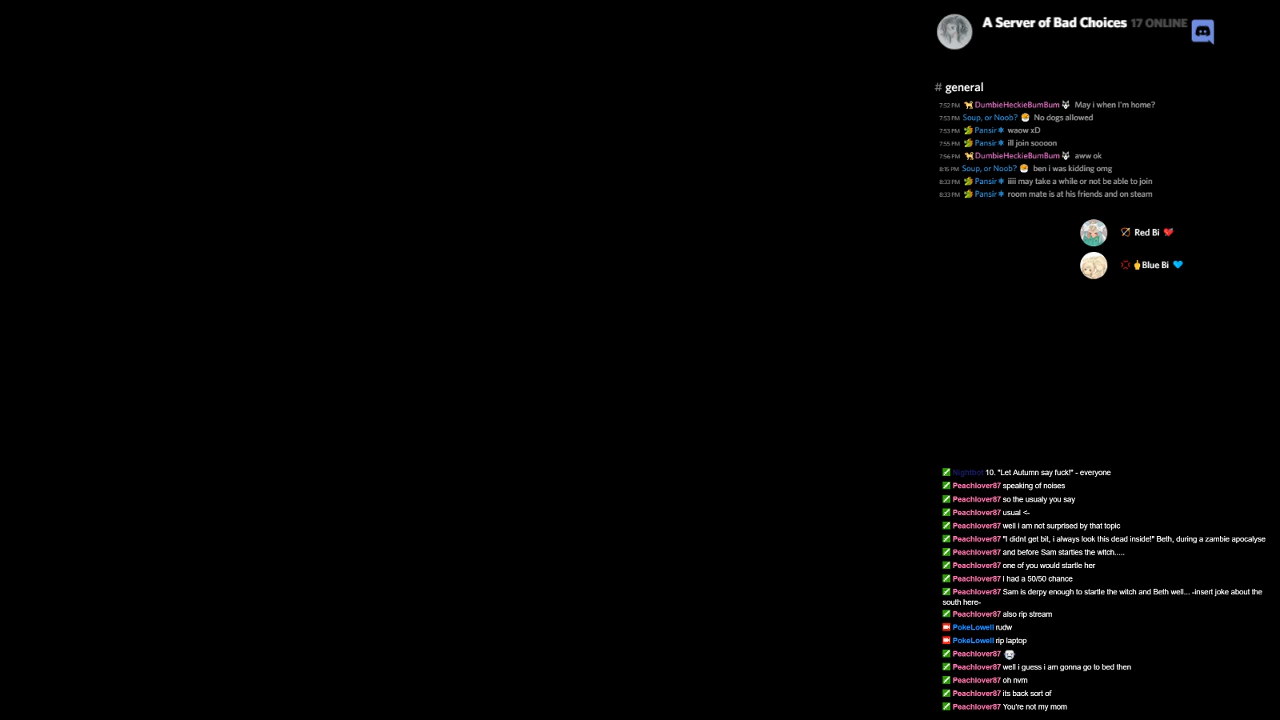 A Server of Bad Choices 17 ONLINE
# general
7:52 PM DumbieHeckieBumBum May i when I'm home?
7:53 PM Soup, or Noob? No dogs allowed
7:53 PM Pansir waow xD
7:55 PM Pansir ill join soooon
7:56 PM DumbieHeckieBumBum aww ok
8:15 PM Soup, or Noob? ben i was kidding omg
8:33 PM Pansir iiii may take a while or not be able to join
8:33 PM Pansir room mate is at his friends and on steam
Red Bi
Blue Bi
Nightbot 10. "Let Autumn say fuck!" - everyone
Peachlover87 speaking of noises
Peachlover87 so the usualy you say
Peachlover87 usual <-
Peachlover87 well i am not surprised by that topic
Peachlover87 "I didnt get bit, i always look this dead inside!" Beth, during a zambie apocalyse
Peachlover87 and before Sam startles the witch.....
Peachlover87 one of you would startle her
Peachlover87 I had a 50/50 chance
Peachlover87 Sam is derpy enough to startle the witch and Beth well... -insert joke about the
south here-
Peachlover87 also rip stream
PokeLowell rudw
PokeLowell rip laptop
Peachlover87
Peachlover87 well i guess i am gonna go to bed then
Peachlover87 oh nvm
Peachlover87 its back sort of
Peachlover87 You're not my mom